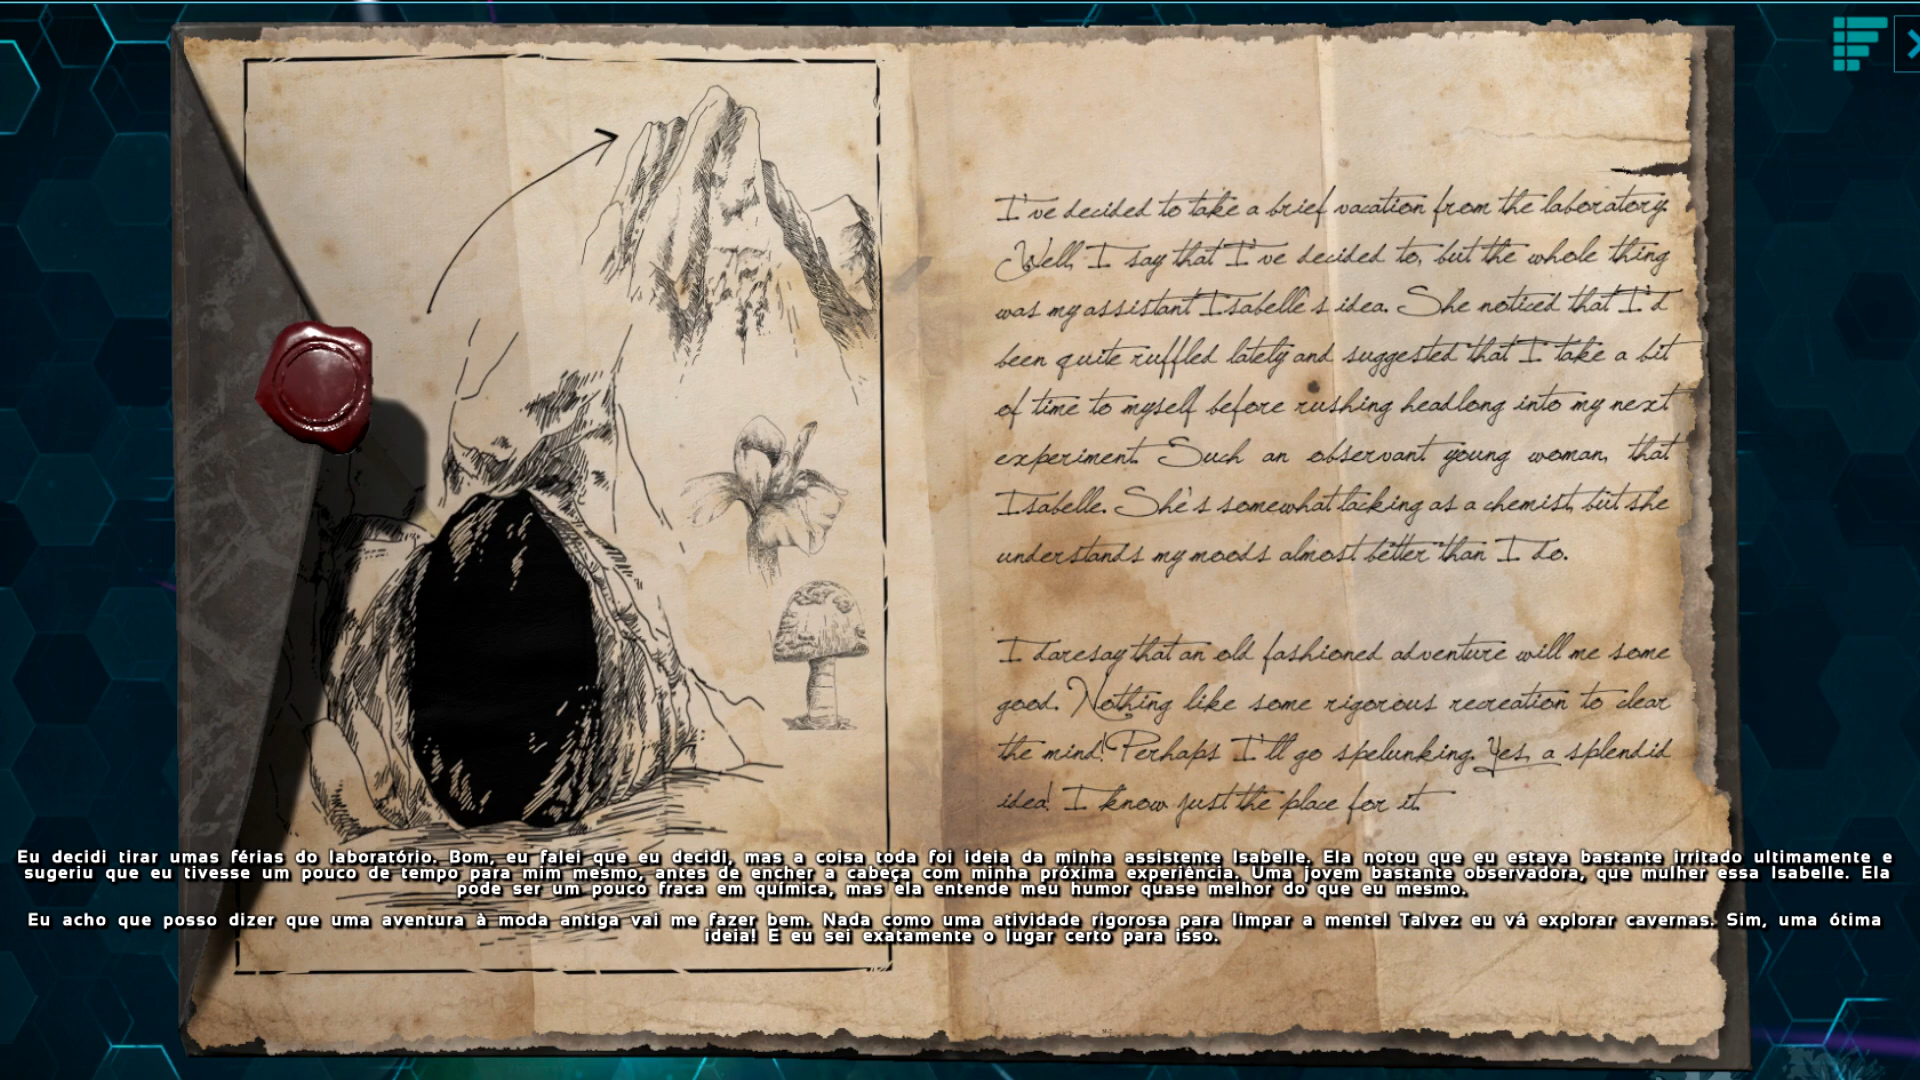 I've decided to take a brief vacation from the laboratory.
Well, I say that I've decided to, but the whole thing
was my assistant Isabelle's idea. She noticed that I'd
been quite ruffled lately and suggested that I take a bit
of time to myself before rushing headlong into my next
experiment. Such an observant young woman, that
Isabelle. She's somewhat lacking as a chemist, but she
understands my moods almost better than I do.
I daresay that an old fashioned adventure will me some
good. Nothing like some rigorous recreation to clear
the mind! Perhaps I'll go spelunking. Yes, a splendid
idea! I know just the place for it.
Eu decidi tirar umas férias do laboratório. Bom, eu falei que eu decidi, mas a coisa toda foi ideia da minha assistente Isabelle. Ela notou que eu estava bastante irritado ultimamente e
sugeriu que eu tivesse um pouco de tempo para mim mesmo, antes de encher a cabeça com minha próxima experiência. Uma jovem bastante observadora, que mulher essa Isabelle. Ela
pode ser um pouco fraca em química, mas ela entende meu humor quase melhor do que eu mesmo.
Eu acho que posso dizer que uma aventura à moda antiga vai me fazer bem. Nada como uma atividade rigorosa para limpar a mente! Talvez eu vá explorar cavernas. Sim, uma ótima
ideia! E eu sei exatamente o lugar certo para isso.